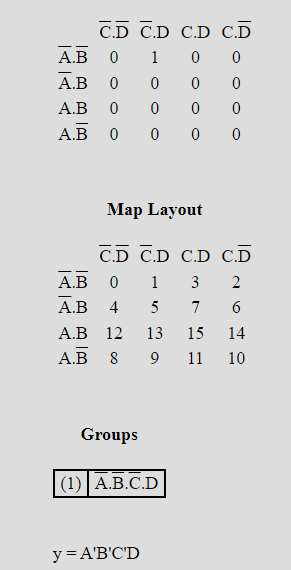 C̅.D̅ C̅.D C.D C.D̅
A̅.B̅ 0 1 0 0
A̅.B 0 0 0 0
A.B 0 0 0 0
A.B̅ 0 0 0 0
Map Layout
C̅.D̅ C̅.D C.D C.D̅
A̅.B̅ 0 1 3 2
A̅.B 4 5 7 6
A.B 12 13 15 14
A.B̅ 8 9 11 10
Groups
(1) A̅.B̅.C̅.D
y = A'B'C'D